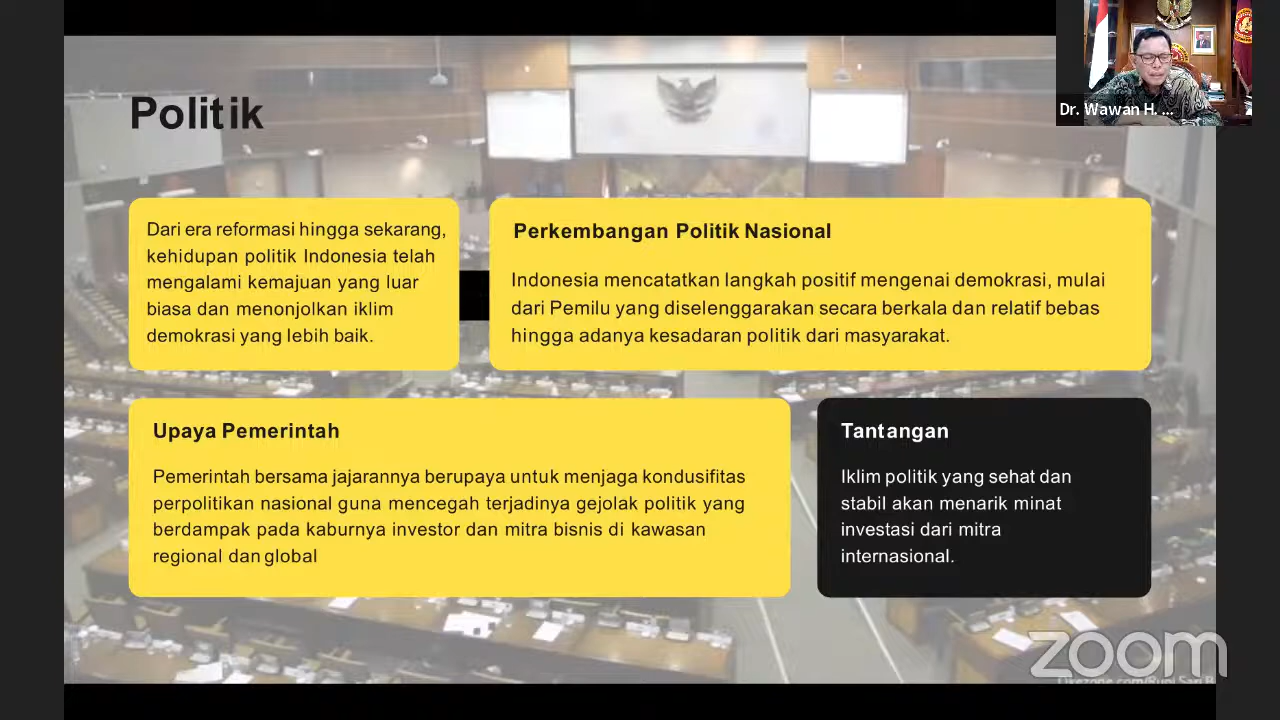 Politik
Dr. Wawan H. ...
Dari era reformasi hingga sekarang,
kehidupan politik Indonesia telah
mengalami kemajuan yang luar
biasa dan menonjolkan iklim
demokrasi yang lebih baik.
Perkembangan Politik Nasional
Indonesia mencatatkan langkah positif mengenai demokrasi, mulai
dari Pemilu yang diselenggarakan secara berkala dan relatif bebas
hingga adanya kesadaran politik dari masyarakat.
Upaya Pemerintah
Pemerintah bersama jajarannya berupaya untuk menjaga kondusifitas
perpolitikan nasional guna mencegah terjadinya gejolak politik yang
berdampak pada kaburnya investor dan mitra bisnis di kawasan
regional dan global
Tantangan
Iklim politik yang sehat dan
stabil akan menarik minat
investasi dari mitra
internasional.
zoom